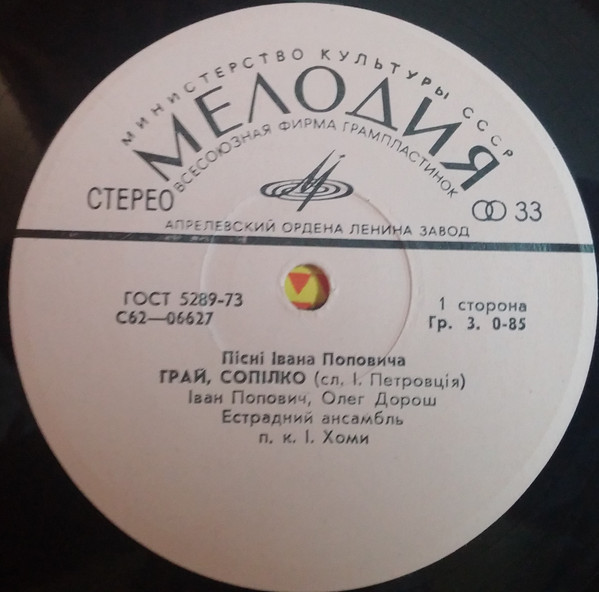 МИНИСТЕРСТВО КУЛЬТУРЫ СССР
МЕЛОДИЯ
ВСЕСОЮЗНАЯ ФИРМА ГРАМПЛАСТИНОК
СТЕРЕО
33
АПРЕЛЕВСКИЙ ОРДЕНА ЛЕНИНА ЗАВОД
ГОСТ 5289-73
С62—06627
1 сторона
Гр. 3. 0-85
Пісні Івана Поповича
ГРАЙ, СОПІЛКО (сл. І. Петровція)
Іван Попович, Олег Дорош
Естрадний ансамбль
п. к. І. Хоми